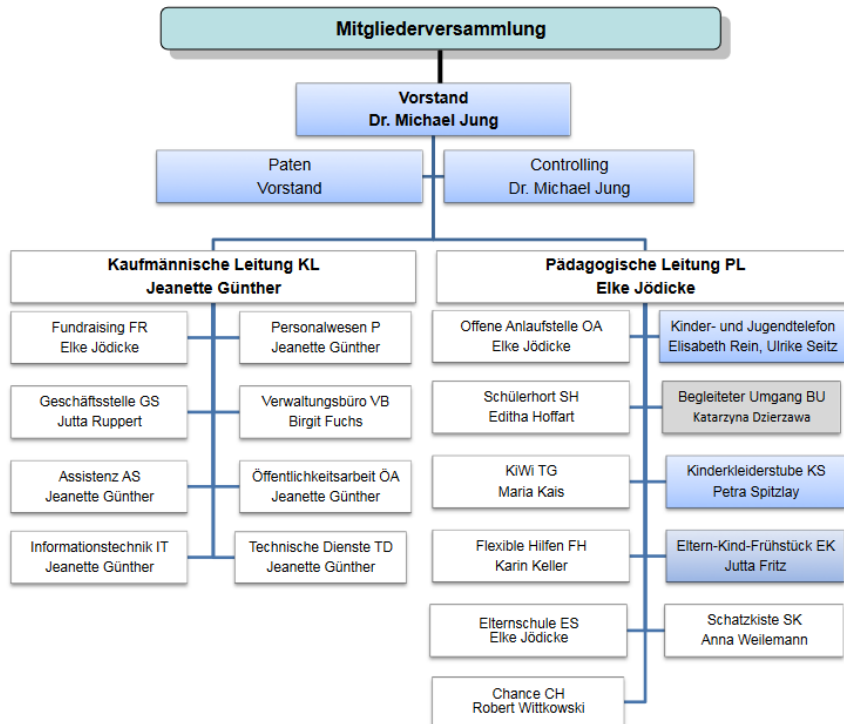 Mitgliederversammlung
Vorstand
Dr. Michael Jung
Paten
Vorstand
Controlling
Dr. Michael Jung
Kaufmännische Leitung KL
Jeanette Günther
Pädagogische Leitung PL
Elke Jödicke
Fundraising FR
Elke Jödicke
Personalwesen P
Jeanette Günther
Offene Anlaufstelle OA
Elke Jödicke
Kinder- und Jugendtelefon
Elisabeth Rein, Ulrike Seitz
Geschäftsstelle GS
Jutta Ruppert
Verwaltungsbüro VB
Birgit Fuchs
Schülerhort SH
Editha Hoffart
Begleiteter Umgang BU
Katarzyna Dzierzawa
Assistenz AS
Jeanette Günther
Öffentlichkeitsarbeit ÖA
Jeanette Günther
KiWi TG
Maria Kais
Kinderkleiderstube KS
Petra Spitzlay
Informationstechnik IT
Jeanette Günther
Technische Dienste TD
Jeanette Günther
Flexible Hilfen FH
Karin Keller
Eltern-Kind-Frühstück EK
Jutta Fritz
Elternschule ES
Elke Jödicke
Schatzkiste SK
Anna Weilemann
Chance CH
Robert Wittkowski